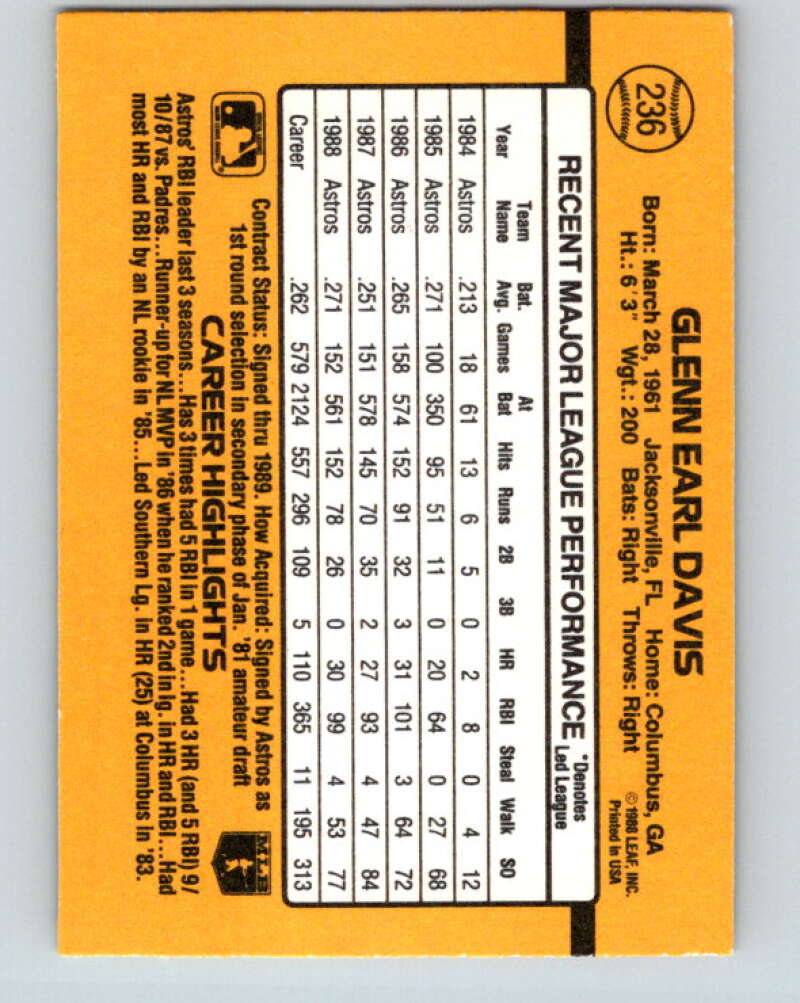 236
GLENN EARL DAVIS
Born: March 28, 1961 Jacksonville, FL Home: Columbus, GA
Ht.: 6'3" Wgt.: 200 Bats: Right Throws: Right
© 1988 LEAF, INC.
Printed in USA
RECENT MAJOR LEAGUE PERFORMANCE *Denotes
Led League
Team Bat. At
Year Name Avg. Games Bat Hits Runs 2B 3B HR RBI Steal Walk SO
1984 Astros .213 18 61 13 6 5 0 2 8 0 4 12
1985 Astros .271 100 350 95 51 11 0 20 64 0 27 68
1986 Astros .265 158 574 152 91 32 3 31 101 3 64 72
1987 Astros .251 151 578 145 70 35 2 27 93 4 47 84
1988 Astros .271 152 561 152 78 26 0 30 99 4 53 77
Career .262 579 2124 557 296 109 5 110 365 11 195 313
Contract Status: Signed thru 1989. How Acquired: Signed by Astros as
1st round selection in secondary phase of Jan. '81 amateur draft
MLB
CAREER HIGHLIGHTS
Astros' RBI leader last 3 seasons...Has 3 times had 5 RBI in 1 game...Had 3 HR (and 5 RBI) 9/
10/87 vs. Padres...Runner-up for NL MVP in '86 when he ranked 2nd in lg. in HR and RBI...Had
most HR and RBI by an NL rookie in '85...Led Southern Lg. in HR (25) at Columbus in '83.